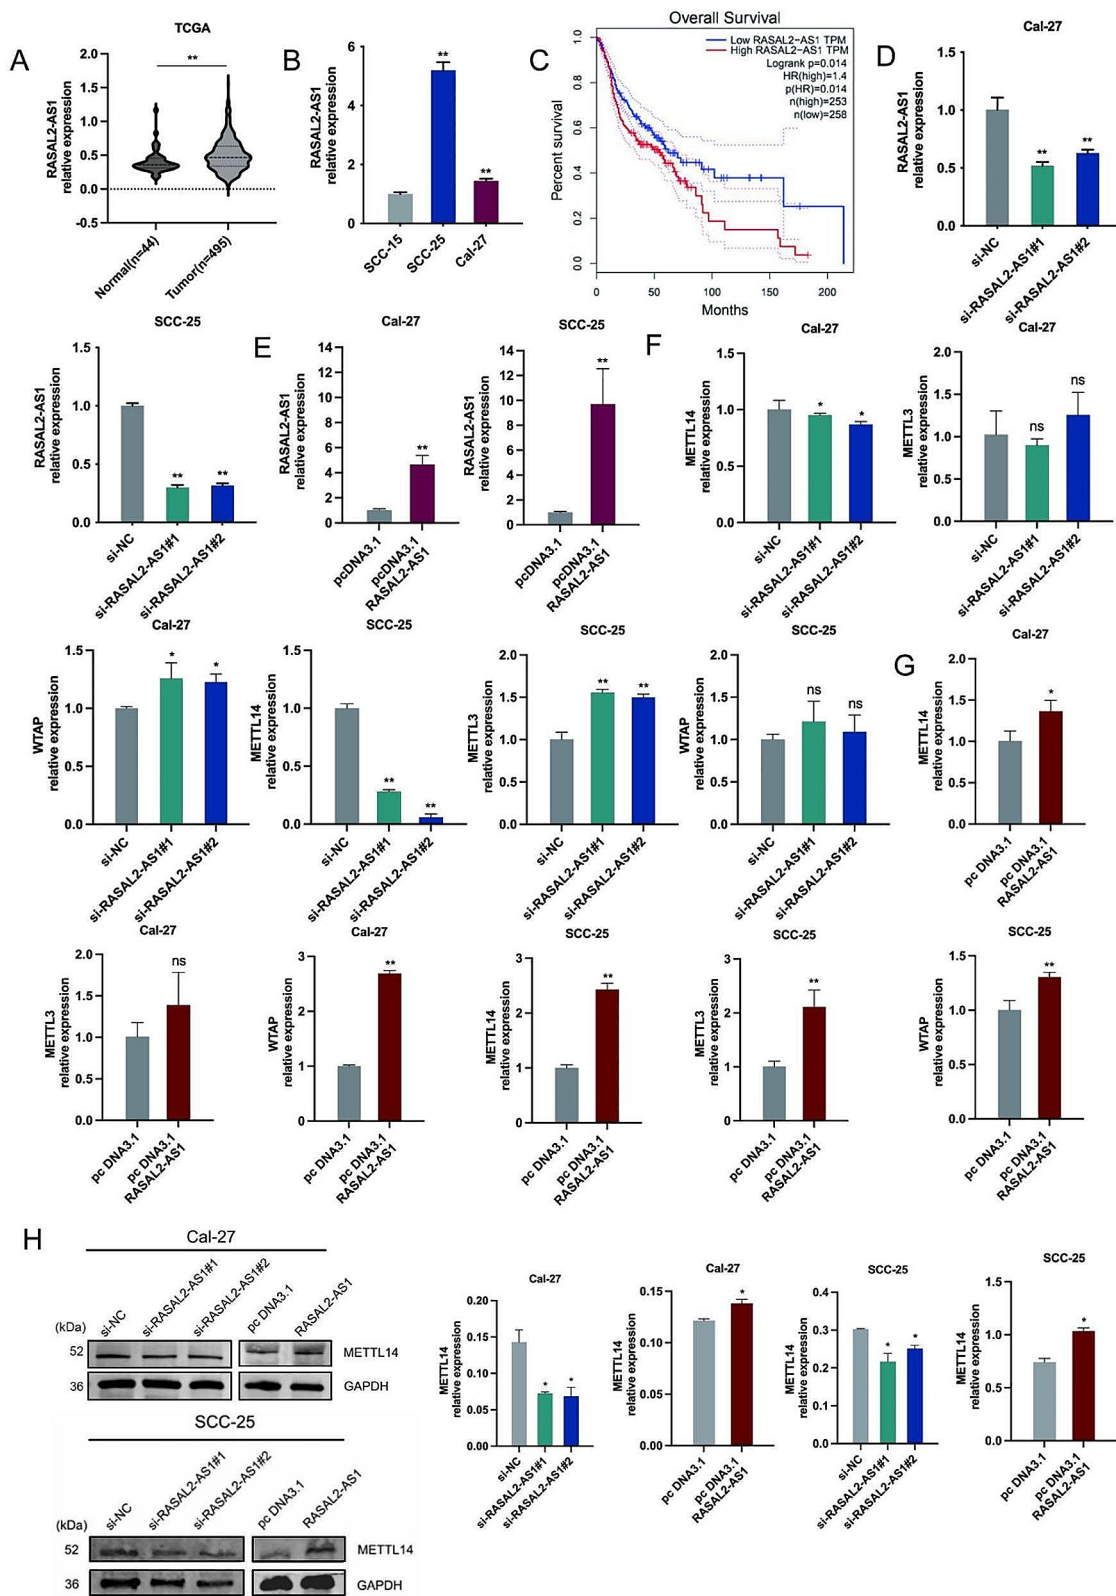 A
TCGA
**
RASAL2-AS1
relative expression
2.0
1.5
1.0
0.5
0.0
-0.5
Normal(n=44)
Tumor(n=495)
B
RASAL2-AS1
relative expression
6
4
2
0
**
**
SCC-15
SCC-25
Cal-27
C
Overall Survival
Low RASAL2−AS1 TPM
High RASAL2−AS1 TPM
Logrank p=0.014
HR(high)=1.4
p(HR)=0.014
n(high)=253
n(low)=258
Percent survival
1.0
0.8
0.6
0.4
0.2
0.0
0 50 100 150 200
Months
D
Cal-27
RASAL2-AS1
relative expression
1.5
1.0
0.5
0.0
**
**
si-NC
si-RASAL2-AS1#1
si-RASAL2-AS1#2
SCC-25
RASAL2-AS1
relative expression
1.5
1.0
0.5
0.0
**
**
si-NC
si-RASAL2-AS1#1
si-RASAL2-AS1#2
E
Cal-27
RASAL2-AS1
relative expression
14
12
10
8
6
4
2
0
**
pcDNA3.1
pcDNA3.1
RASAL2-AS1
SCC-25
RASAL2-AS1
relative expression
14
12
10
8
6
4
2
0
**
pcDNA3.1
pcDNA3.1
RASAL2-AS1
F
Cal-27
METTL14
relative expression
1.5
1.0
0.5
0.0
*
*
si-NC
si-RASAL2-AS1#1
si-RASAL2-AS1#2
Cal-27
METTL3
relative expression
2.0
1.5
1.0
0.5
0.0
ns
ns
si-NC
si-RASAL2-AS1#1
si-RASAL2-AS1#2
Cal-27
WTAP
relative expression
1.5
1.0
0.5
0.0
*
*
si-NC
si-RASAL2-AS1#1
si-RASAL2-AS1#2
SCC-25
METTL14
relative expression
1.5
1.0
0.5
0.0
**
**
si-NC
si-RASAL2-AS1#1
si-RASAL2-AS1#2
SCC-25
METTL3
relative expression
2.0
1.5
1.0
0.5
0.0
**
**
si-NC
si-RASAL2-AS1#1
si-RASAL2-AS1#2
SCC-25
WTAP
relative expression
2.0
1.5
1.0
0.5
0.0
ns
ns
si-NC
si-RASAL2-AS1#1
si-RASAL2-AS1#2
G
Cal-27
METTL14
relative expression
2.0
1.5
1.0
0.5
0.0
*
pc DNA3.1
pc DNA3.1
RASAL2-AS1
Cal-27
METTL3
relative expression
2.0
1.5
1.0
0.5
0.0
ns
pc DNA3.1
pc DNA3.1
RASAL2-AS1
Cal-27
WTAP
relative expression
3
2
1
0
**
pc DNA3.1
pc DNA3.1
RASAL2-AS1
SCC-25
METTL14
relative expression
3
2
1
0
**
pc DNA3.1
pc DNA3.1
RASAL2-AS1
SCC-25
METTL3
relative expression
3
2
1
0
**
pc DNA3.1
pc DNA3.1
RASAL2-AS1
SCC-25
WTAP
relative expression
1.5
1.0
0.5
0.0
**
pc DNA3.1
pc DNA3.1
RASAL2-AS1
H
Cal-27
(kDa)
si-NC
si-RASAL2-AS1#1
si-RASAL2-AS1#2
pc DNA3.1
RASAL2-AS1
52
METTL14
36
GAPDH
SCC-25
(kDa)
si-NC
si-RASAL2-AS1#1
si-RASAL2-AS1#2
pc DNA3.1
RASAL2-AS1
52
METTL14
36
GAPDH
Cal-27
METTL14
relative expression
0.20
0.15
0.10
0.05
0.00
*
*
si-NC
si-RASAL2-AS1#1
si-RASAL2-AS1#2
Cal-27
METTL14
relative expression
0.15
0.10
0.05
0.00
*
pc DNA3.1
pc DNA3.1
RASAL2-AS1
SCC-25
METTL14
relative expression
0.4
0.3
0.2
0.1
0.0
*
*
si-NC
si-RASAL2-AS1#1
si-RASAL2-AS1#2
SCC-25
METTL14
relative expression
1.5
1.0
0.5
0.0
*
pc DNA3.1
pc DNA3.1
RASAL2-AS1